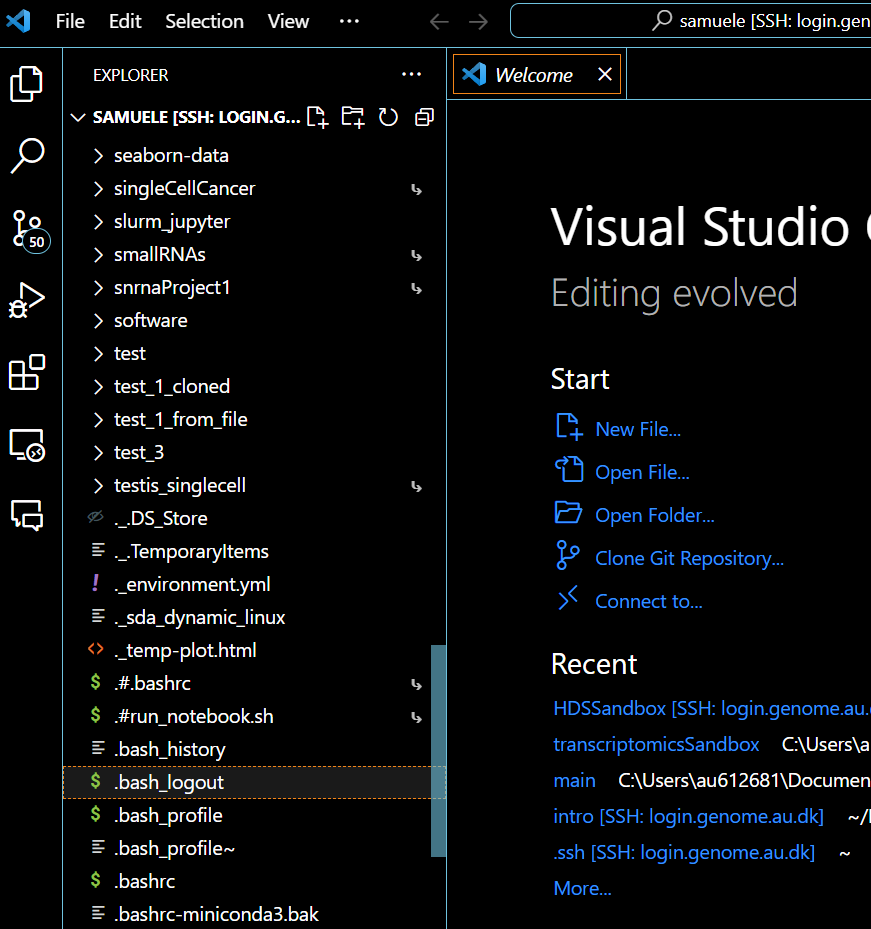 File Edit Selection View ···
samuele [SSH: login.gen
EXPLORER ···
SAMUELE [SSH: LOGIN.G...
seaborn-data
singleCellCancer
slurm_jupyter
50
smallRNAs
snrnaProject1
software
test
test_1_cloned
test_1_from_file
test_3
testis_singlecell
._.DS_Store
._.TemporaryItems
._environment.yml
._sda_dynamic_linux
._temp-plot.html
.#.bashrc
.#run_notebook.sh
.bash_history
.bash_logout
.bash_profile
.bash_profile~
.bashrc
.bashrc-miniconda3.bak
Welcome
Visual Studio
Editing evolved
Start
New File...
Open File...
Open Folder...
Clone Git Repository...
Connect to...
Recent
HDSSandbox [SSH: login.genome.au.
transcriptomicsSandbox C:\Users\a
main C:\Users\au612681\Documen
intro [SSH: login.genome.au.dk] ~/
.ssh [SSH: login.genome.au.dk] ~
More...